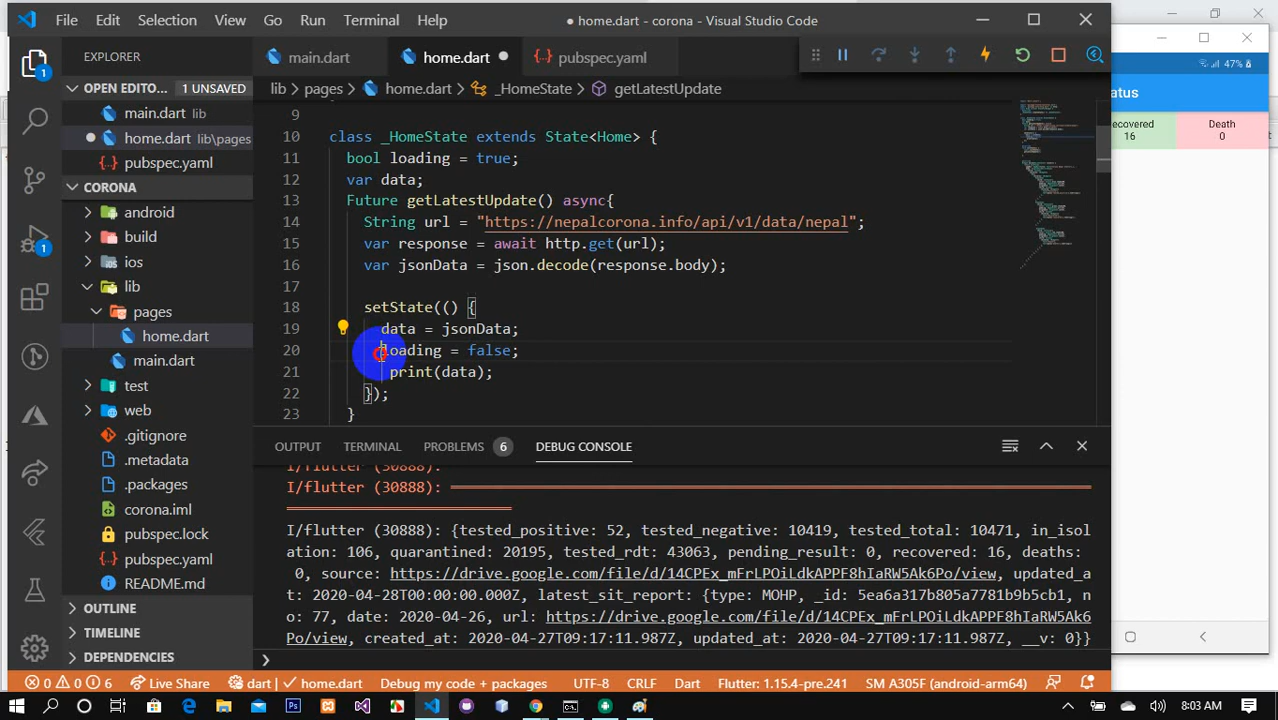 File Edit Selection View Go Run Terminal Help ● home.dart - corona - Visual Studio Code
EXPLORER
main.dart home.dart pubspec.yaml
OPEN EDITO... 1 UNSAVED
main.dart lib
home.dart lib\pages
pubspec.yaml
CORONA
android
build
ios
lib
pages
home.dart
main.dart
test
web
.gitignore
.metadata
.packages
corona.iml
pubspec.lock
pubspec.yaml
README.md
OUTLINE
TIMELINE
DEPENDENCIES
1
1
lib > pages > home.dart > _HomeState > getLatestUpdate
9
10 class _HomeState extends State<Home> {
11 bool loading = true;
12 var data;
13 Future getLatestUpdate() async{
14 String url = "https://nepalcorona.info/api/v1/data/nepal";
15 var response = await http.get(url);
16 var jsonData = json.decode(response.body);
17
18 setState(() {
19 data = jsonData;
20 loading = false;
21 print(data);
22 });
23 }
OUTPUT TERMINAL PROBLEMS 6 DEBUG CONSOLE
I/flutter (30888):
I/flutter (30888): ══════════
I/flutter (30888): {tested_positive: 52, tested_negative: 10419, tested_total: 10471, in_isol
ation: 106, quarantined: 20195, tested_rdt: 43063, pending_result: 0, recovered: 16, deaths:
0, source: https://drive.google.com/file/d/14CPEx_mFrLPOiLdkAPPF8hIaRW5Ak6Po/view, updated_a
t: 2020-04-28T00:00:00.000Z, latest_sit_report: {type: MOHP, _id: 5ea6a317b805a7781b9b5cb1, n
o: 77, date: 2020-04-26, url: https://drive.google.com/file/d/14CPEx_mFrLPOiLdkAPPF8hIaRW5Ak6
Po/view, created_at: 2020-04-27T09:17:11.987Z, updated_at: 2020-04-27T09:17:11.987Z, __v: 0}}
47%
atus
ecovered Death
16 0
0 0 6 Live Share dart | home.dart Debug my code + packages UTF-8 CRLF Dart Flutter: 1.15.4-pre.241 SM A305F (android-arm64)
8:03 AM